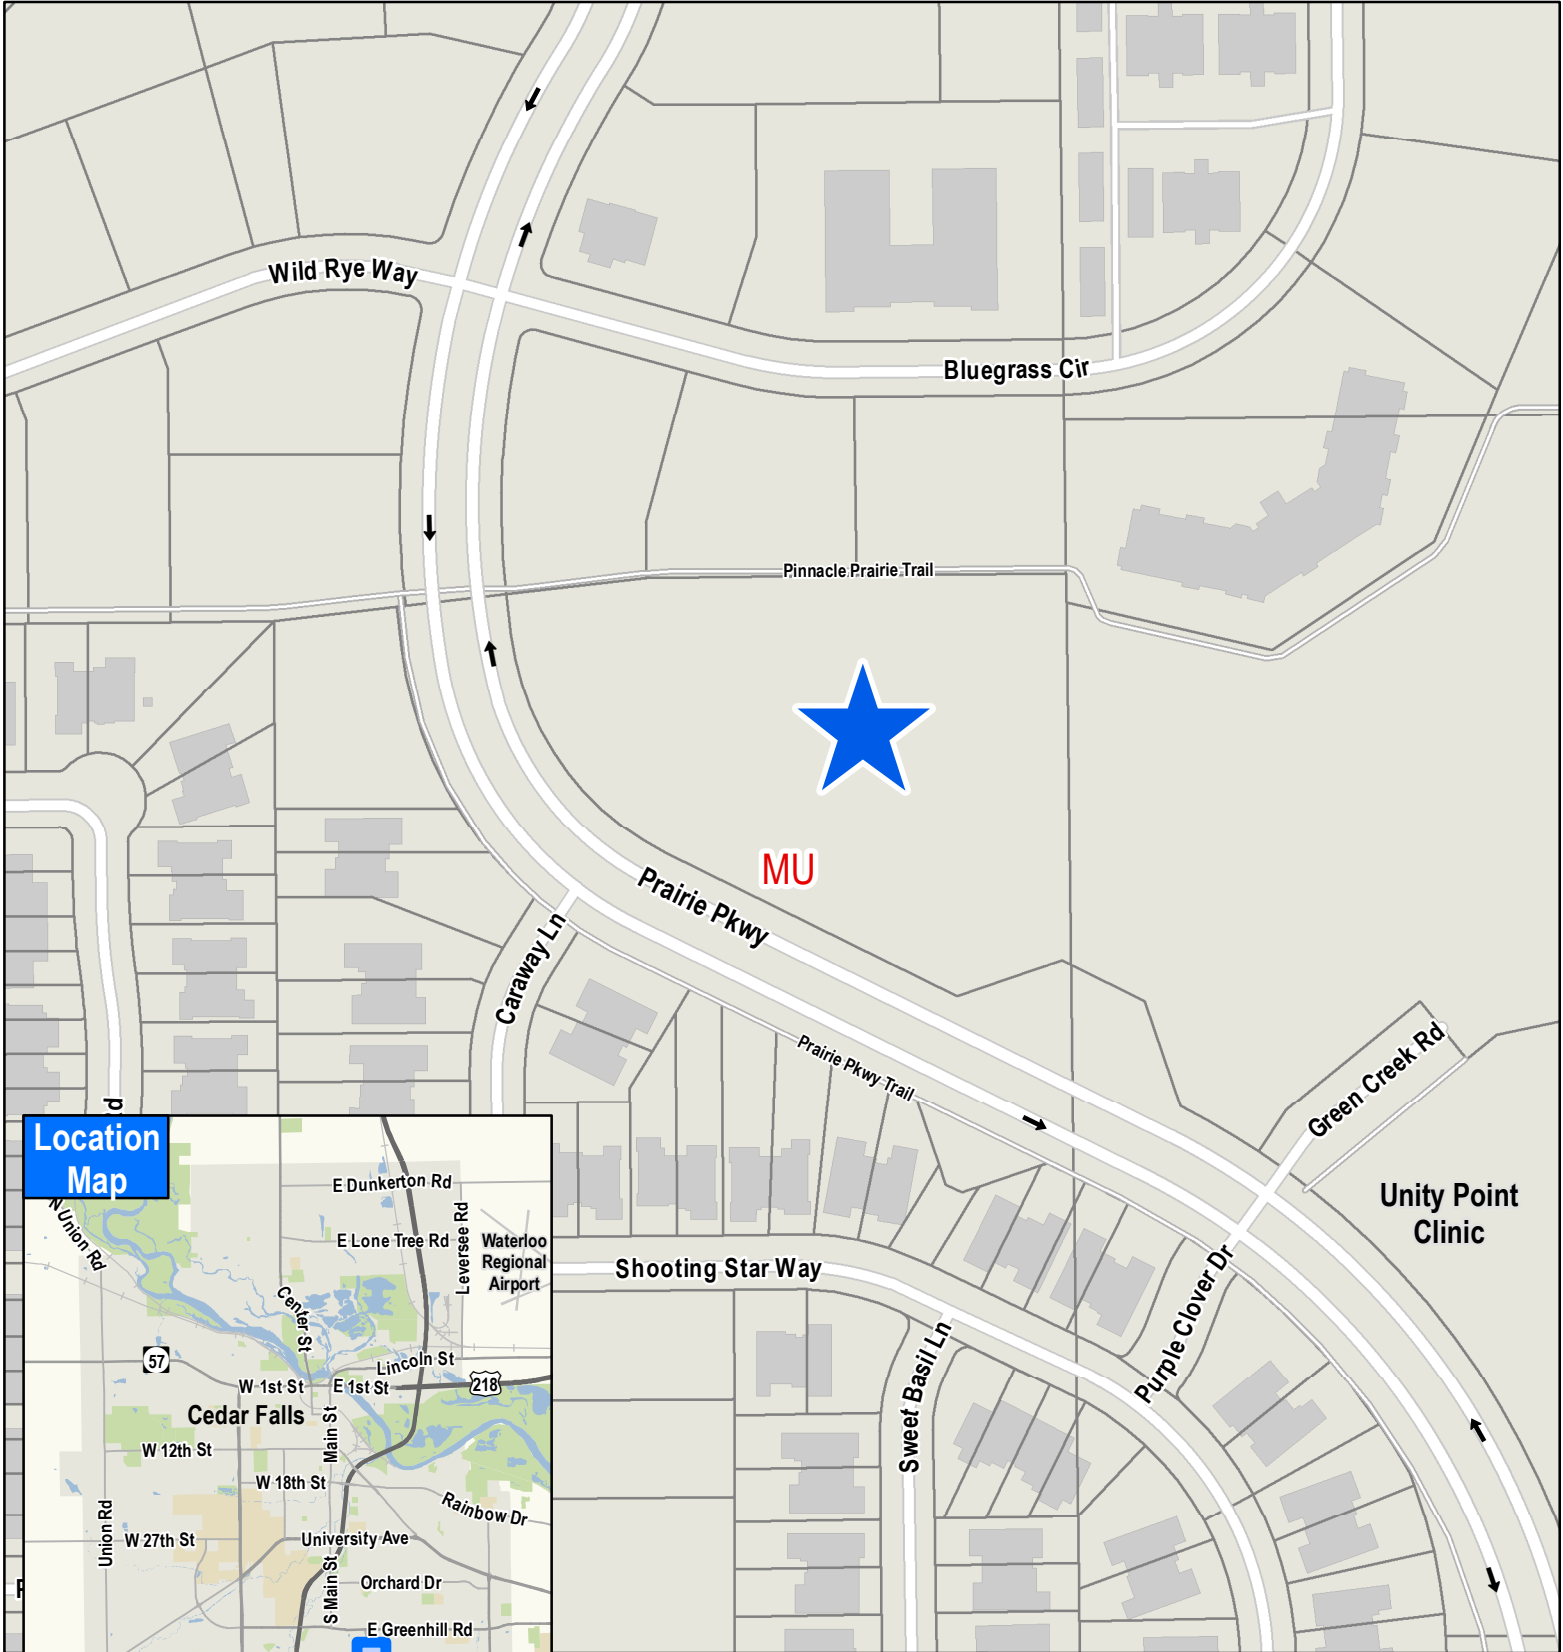 Wild Rye Way
Bluegrass Cir
Pinnacle Prairie Trail
MU
Prairie Pkwy
Caraway Ln
Prairie Pkwy Trail
Green Creek Rd
Unity Point
Clinic
Shooting Star Way
Purple Clover Dr
Sweet Basil Ln
Location
Map
N Union Rd
E Dunkerton Rd
E Lone Tree Rd
Leversee Rd
Waterloo
Regional
Airport
Center St
57
Lincoln St
W 1st St
E 1st St
218
Cedar Falls
Main St
W 12th St
W 18th St
Rainbow Dr
Union Rd
W 27th St
University Ave
S Main St
Orchard Dr
E Greenhill Rd